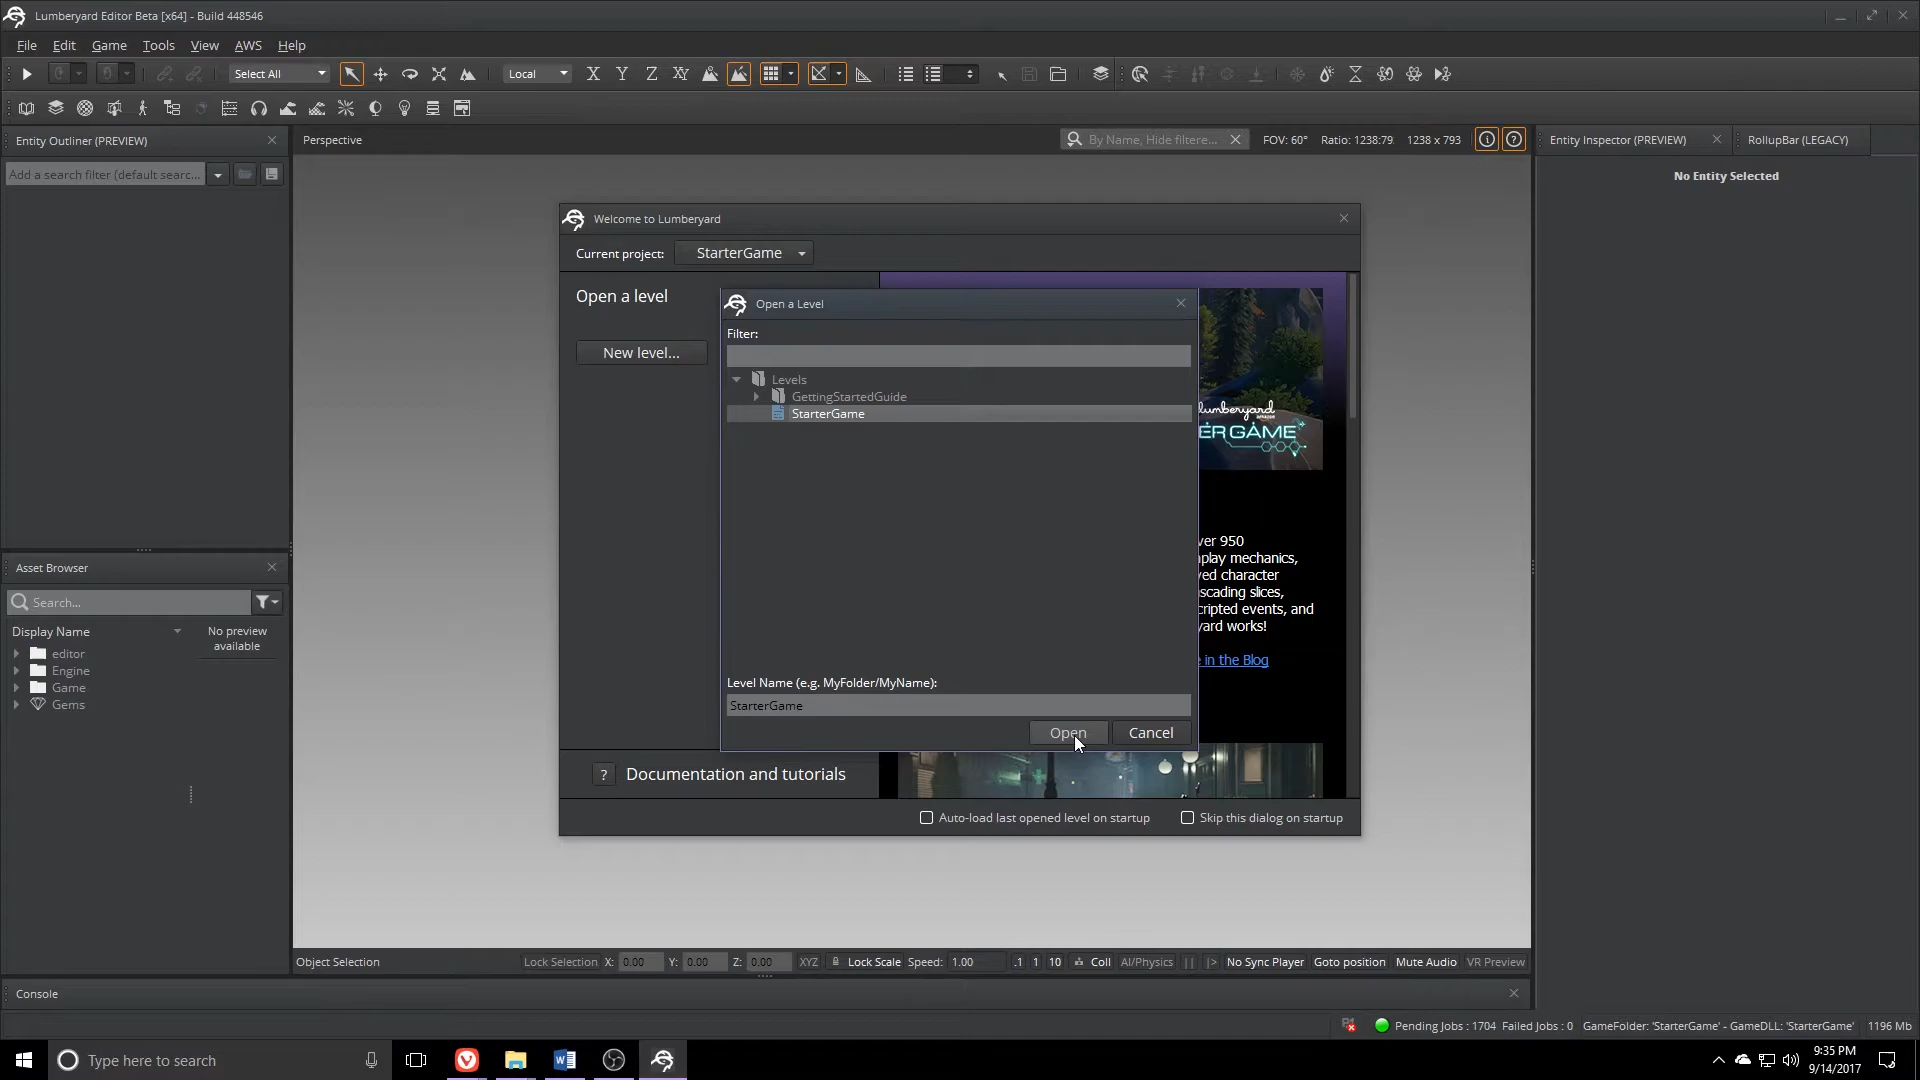 Lumberyard Editor Beta [x64] - Build 448546
File Edit Game Tools View AWS Help
Select All Local X Y Z XY
Entity Outliner (PREVIEW)
Add a search filter (default searc...
Perspective
By Name, Hide filtere... FOV: 60° Ratio: 1238:79 1238 x 793
Entity Inspector (PREVIEW) RollupBar (LEGACY)
No Entity Selected
Welcome to Lumberyard
Current project: StarterGame
Open a level
New level...
Open a Level
Filter:
Levels
GettingStartedGuide
StarterGame
Level Name (e.g. MyFolder/MyName):
StarterGame
Open Cancel
lumberyard
amazon
ER GAME
ver 950
nplay mechanics,
ved character
scading slices,
cripted events, and
yard works!
in the Blog
? Documentation and tutorials
Auto-load last opened level on startup Skip this dialog on startup
Asset Browser
Search...
Display Name
No preview
available
editor
Engine
Game
Gems
Object Selection Lock Selection X: 0.00 Y: 0.00 Z: 0.00 XYZ Lock Scale Speed: 1.00 .1 1 10 Coll AI/Physics No Sync Player Goto position Mute Audio VR Preview
Console
Pending Jobs : 1704 Failed Jobs : 0 GameFolder: 'StarterGame' - GameDLL: 'StarterGame' 1196 Mb
Type here to search
9:35 PM
9/14/2017